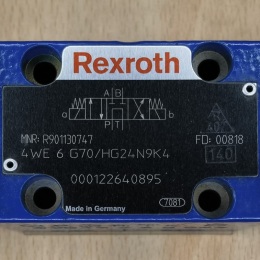 Rexroth
A B
a b
P T
MNR: R901130747
FD: 00818
4WE 6 G70/HG24N9K4
140
000122640895
7081
Made in Germany